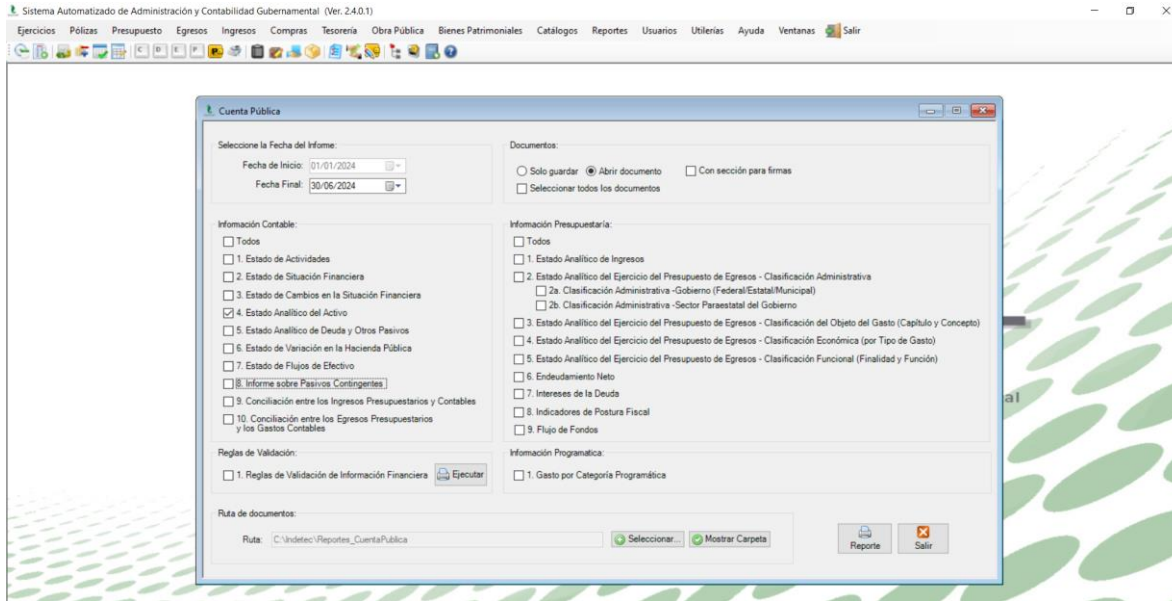 Sistema Automatizado de Administración y Contabilidad Gubernamental (Ver. 2.4.0.1)
Ejercicios Pólizas Presupuesto Egresos Ingresos Compras Tesorería Obra Pública Bienes Patrimoniales Catálogos Reportes Usuarios Utilerías Ayuda Ventanas Salir
C D E P P
Cuenta Pública
Seleccione la Fecha del Informe:
Fecha de Inicio: 01/01/2024
Fecha Final: 30/06/2024
Documentos:
Solo guardar Abrir documento Con sección para firmas
Seleccionar todos los documentos
Información Contable:
Todos
1. Estado de Actividades
2. Estado de Situación Financiera
3. Estado de Cambios en la Situación Financiera
4. Estado Analítico del Activo
5. Estado Analítico de Deuda y Otros Pasivos
6. Estado de Variación en la Hacienda Pública
7. Estado de Flujos de Efectivo
8. Informe sobre Pasivos Contingentes
9. Conciliación entre los Ingresos Presupuestarios y Contables
10. Conciliación entre los Egresos Presupuestarios
y los Gastos Contables
Información Presupuestaría:
Todos
1. Estado Analítico de Ingresos
2. Estado Analítico del Ejercicio del Presupuesto de Egresos - Clasificación Administrativa
2a. Clasificación Administrativa -Gobierno (Federal/Estatal/Municipal)
2b. Clasificación Administrativa -Sector Paraestatal del Gobierno
3. Estado Analítico del Ejercicio del Presupuesto de Egresos - Clasificación del Objeto del Gasto (Capítulo y Concepto)
4. Estado Analítico del Ejercicio del Presupuesto de Egresos - Clasificación Económica (por Tipo de Gasto)
5. Estado Analítico del Ejercicio del Presupuesto de Egresos - Clasificación Funcional (Finalidad y Función)
6. Endeudamiento Neto
7. Intereses de la Deuda
8. Indicadores de Postura Fiscal
9. Flujo de Fondos
al
Reglas de Validación:
1. Reglas de Validación de Información Financiera Ejecutar
Información Programatica:
1. Gasto por Categoría Programática
Ruta de documentos:
Ruta: C:\Indetec\Reportes_CuentaPublica Seleccionar... Mostrar Carpeta
Reporte Salir